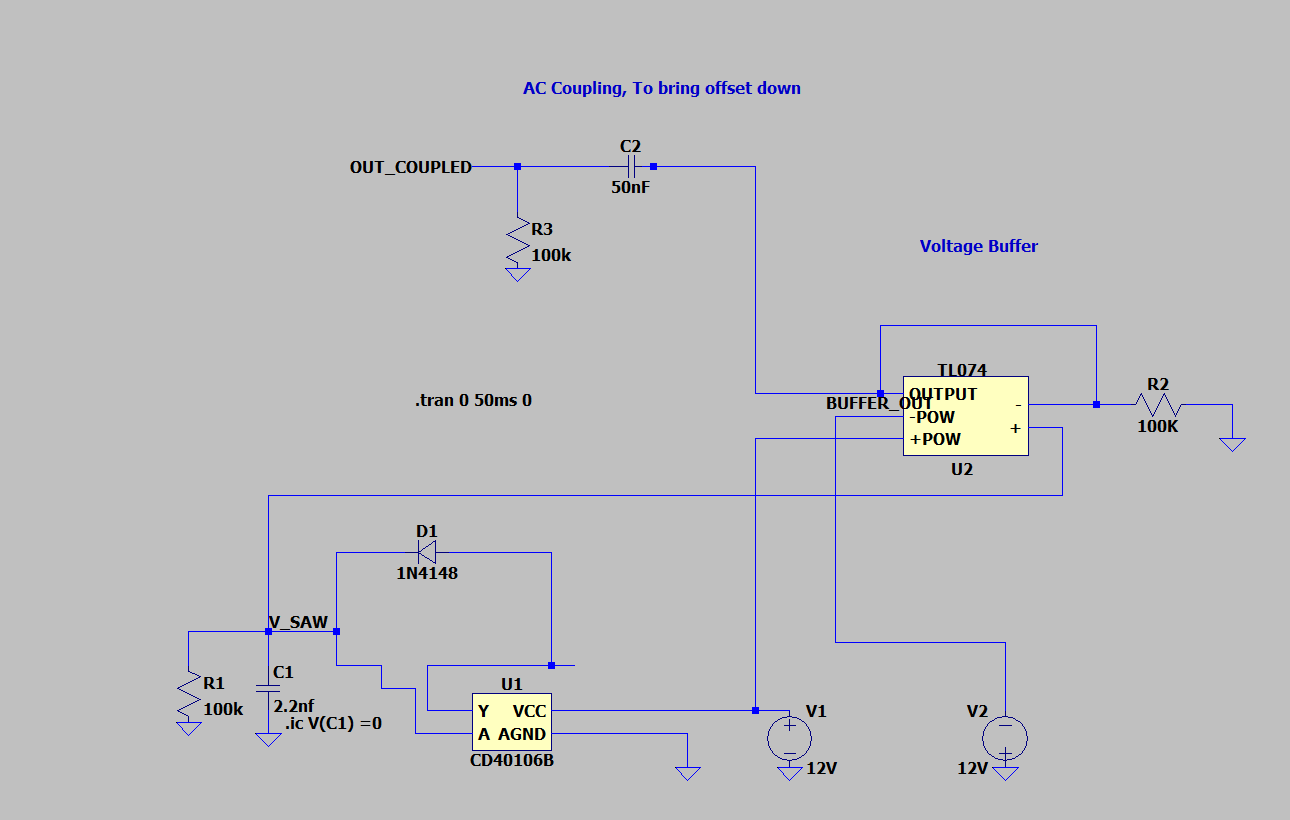 AC Coupling, To bring offset down
C2
OUT_COUPLED
50nF
R3
100k
Voltage Buffer
TL074
R2
OUTPUT
.tran 0 50ms 0
BUFFER_OUT
-
-POW
100K
+
+POW
U2
D1
1N4148
V_SAW
C1
U1
R1
100k
2.2nf
Y VCC
V1
V2
.ic V(C1) =0
A AGND
CD40106B
+
-
12V
-
+
12V